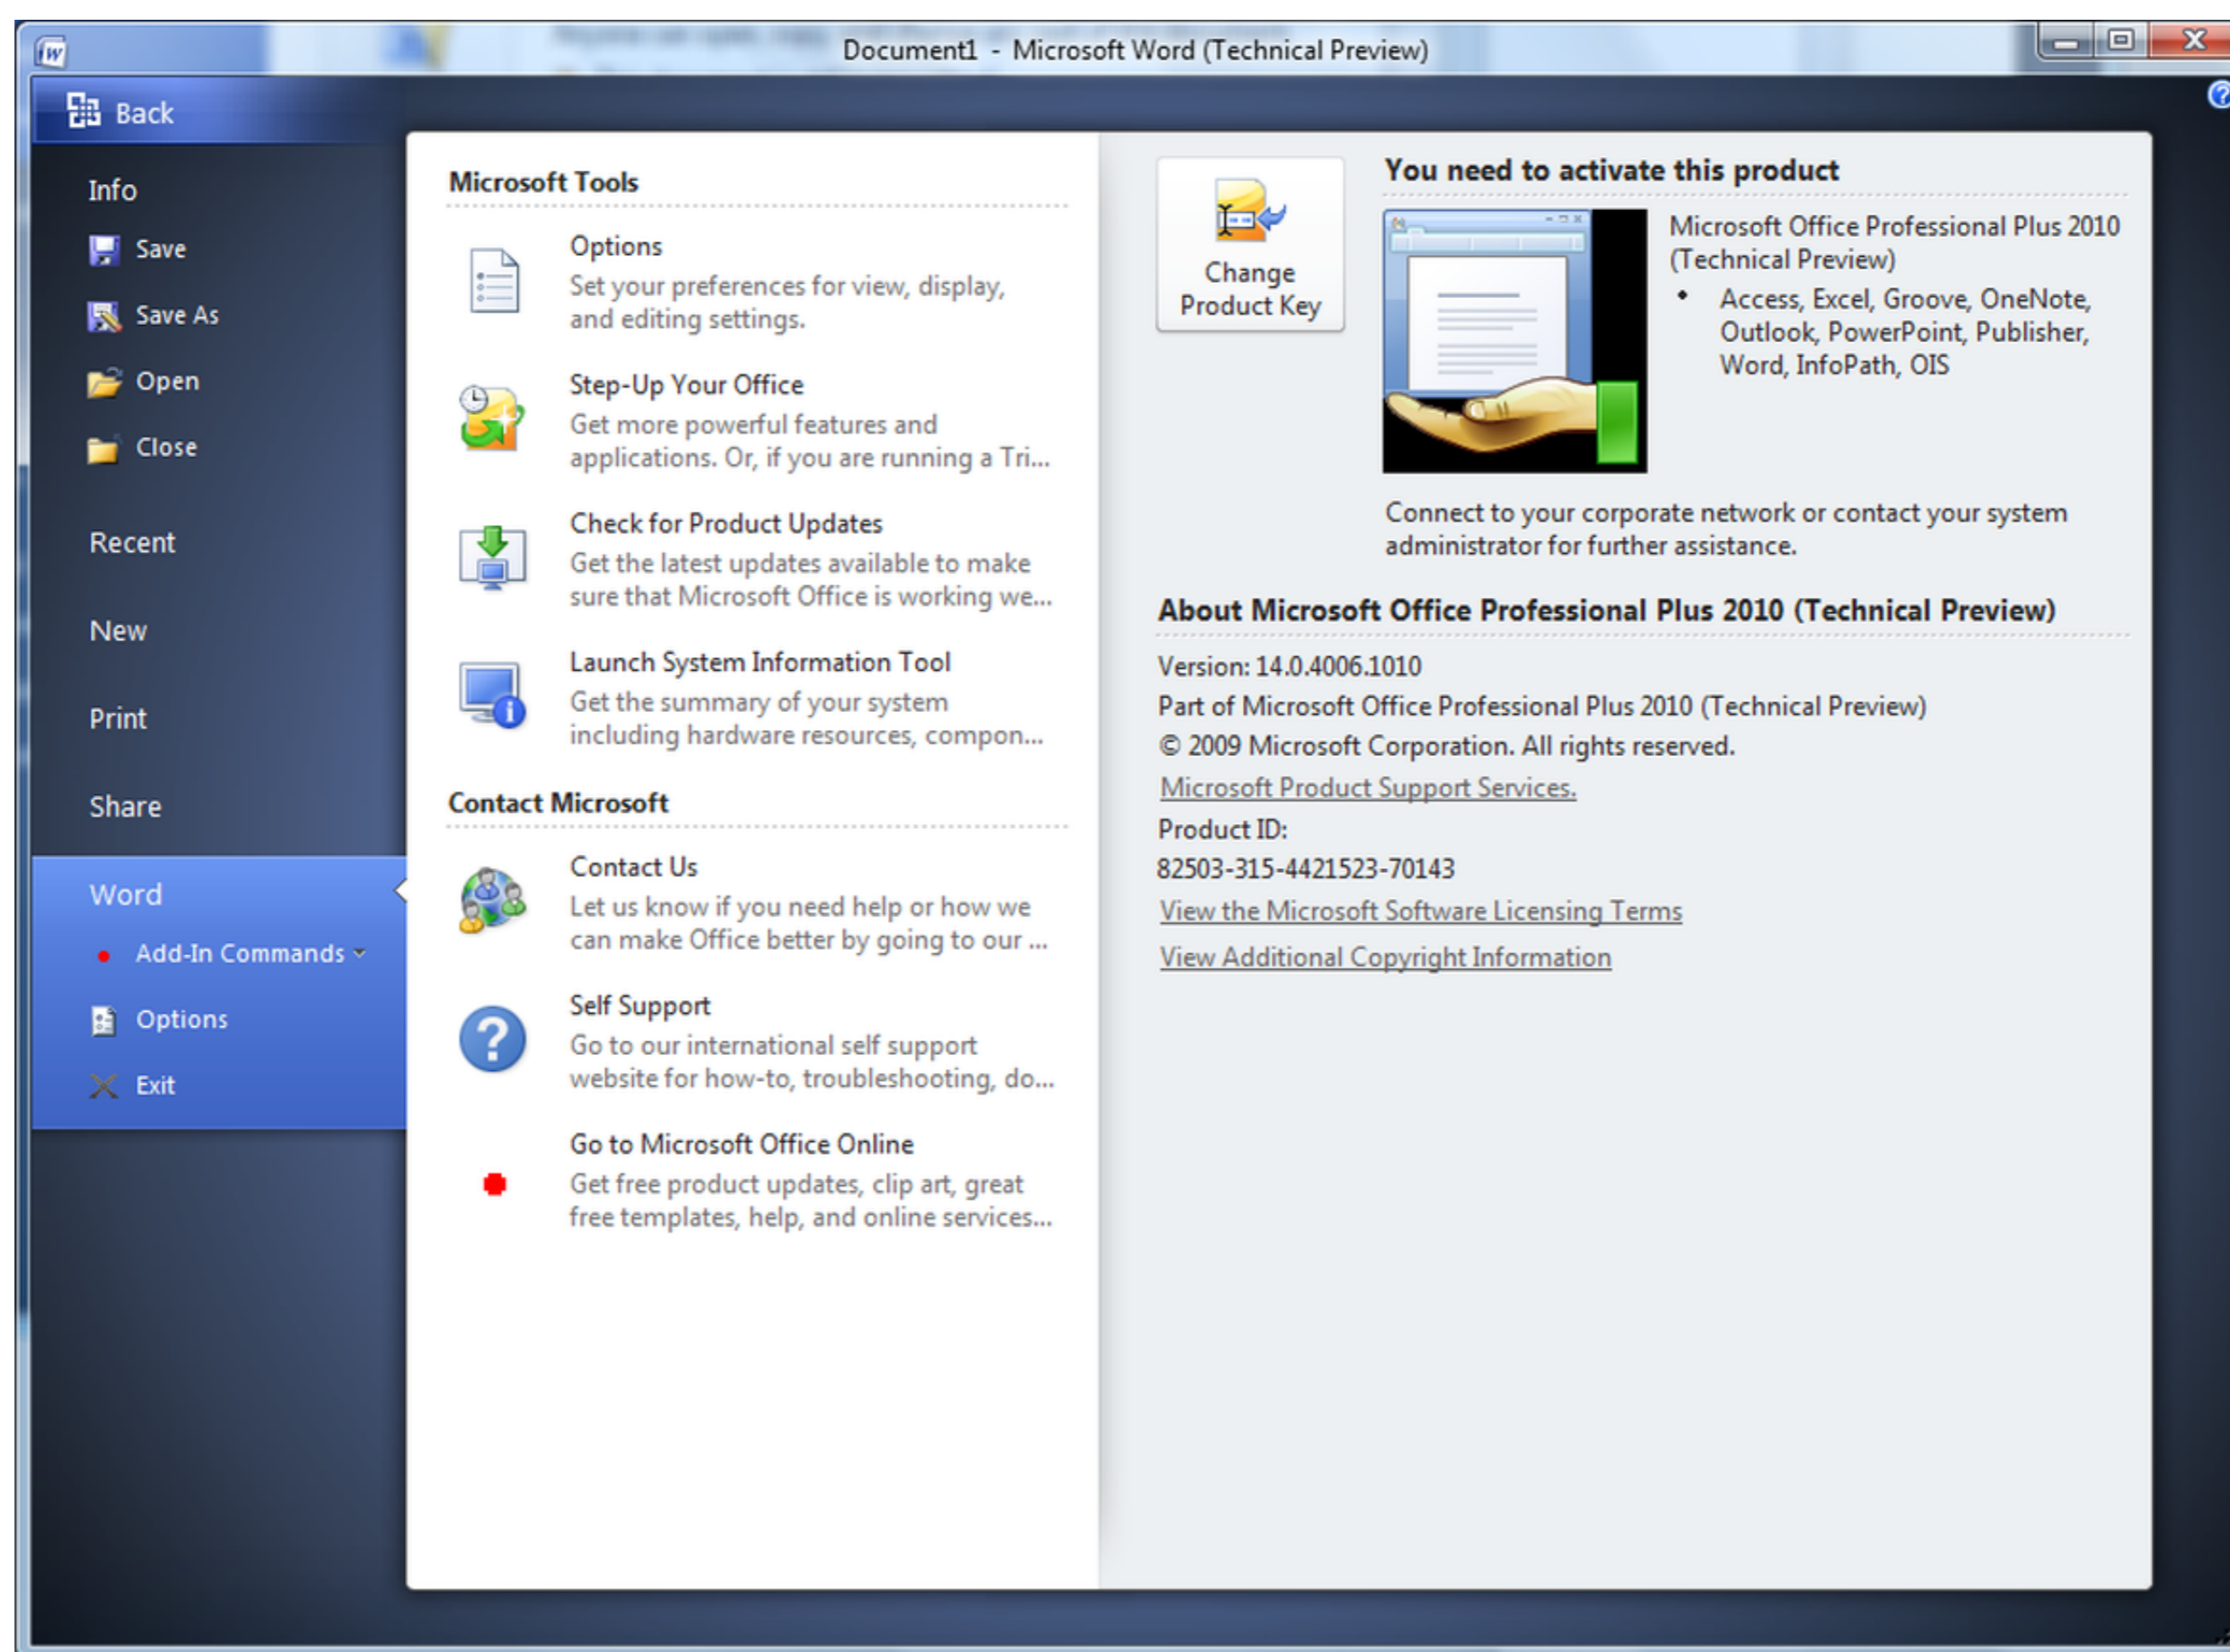 Document1 - Microsoft Word (Technical Preview)
Back
Info
Save
Save As
Open
Close
Recent
New
Print
Share
Word
Add-In Commands
Options
Exit
Microsoft Tools
Options
Set your preferences for view, display,
and editing settings.
Step-Up Your Office
Get more powerful features and
applications. Or, if you are running a Tri...
Check for Product Updates
Get the latest updates available to make
sure that Microsoft Office is working we...
Launch System Information Tool
Get the summary of your system
including hardware resources, compon...
Contact Microsoft
Contact Us
Let us know if you need help or how we
can make Office better by going to our ...
Self Support
Go to our international self support
website for how-to, troubleshooting, do...
Go to Microsoft Office Online
Get free product updates, clip art, great
free templates, help, and online services...
Change
Product Key
You need to activate this product
Microsoft Office Professional Plus 2010
(Technical Preview)
• Access, Excel, Groove, OneNote,
Outlook, PowerPoint, Publisher,
Word, InfoPath, OIS
Connect to your corporate network or contact your system
administrator for further assistance.
About Microsoft Office Professional Plus 2010 (Technical Preview)
Version: 14.0.4006.1010
Part of Microsoft Office Professional Plus 2010 (Technical Preview)
© 2009 Microsoft Corporation. All rights reserved.
Microsoft Product Support Services.
Product ID:
82503-315-4421523-70143
View the Microsoft Software Licensing Terms
View Additional Copyright Information